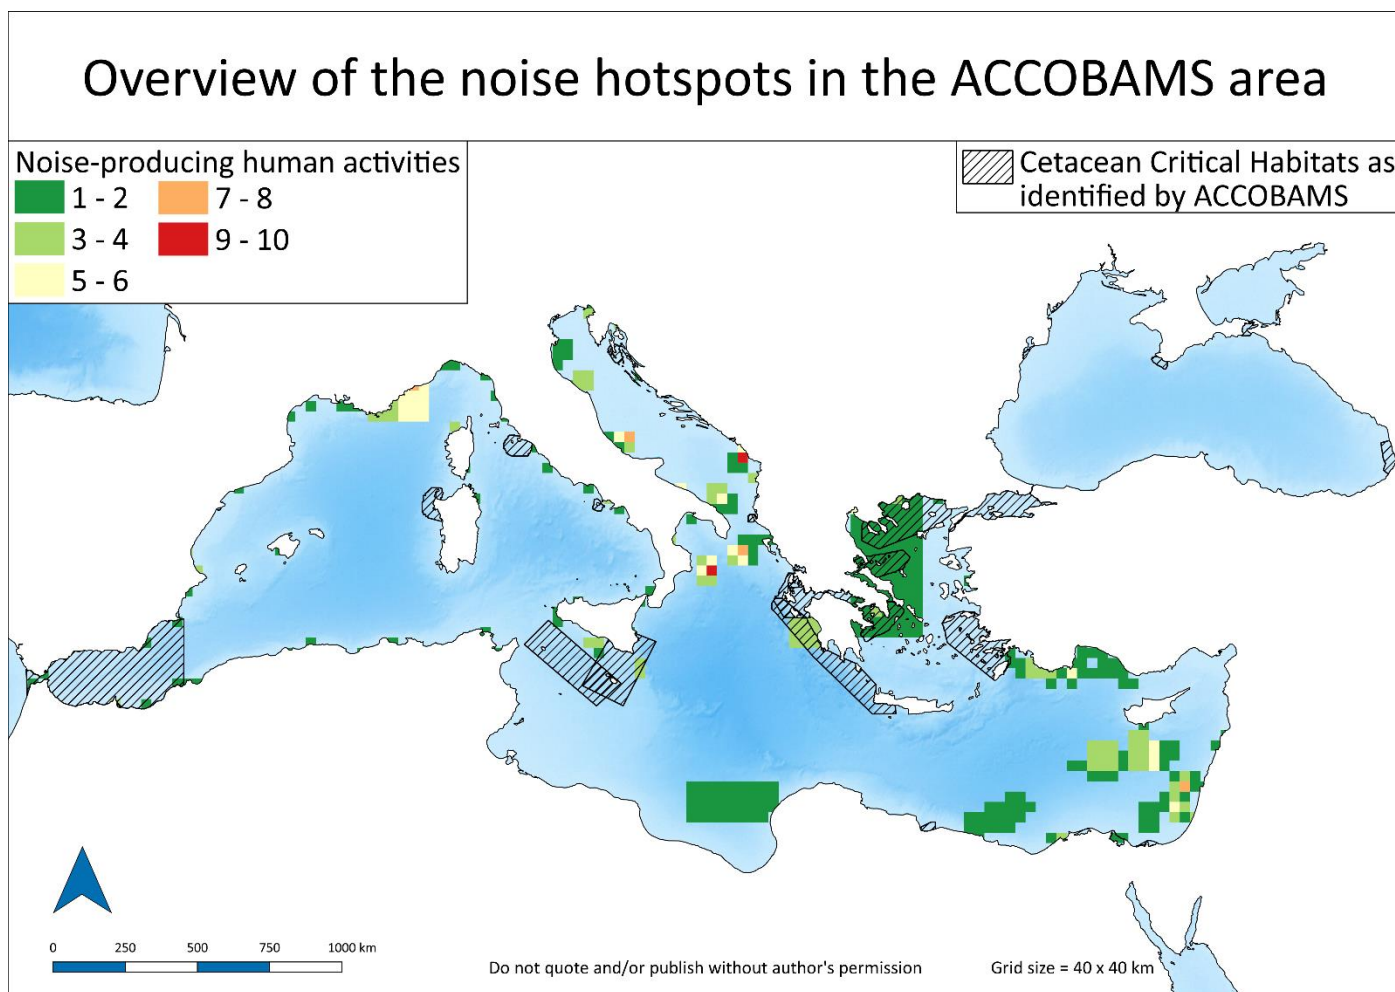 Overview of the noise hotspots in the ACCOBAMS area
Noise-producing human activities
1 - 2
7 - 8
3 - 4
9 - 10
5 - 6
Cetacean Critical Habitats as
identified by ACCOBAMS
0 250 500 750 1000 km
Do not quote and/or publish without author's permission
Grid size = 40 x 40 km